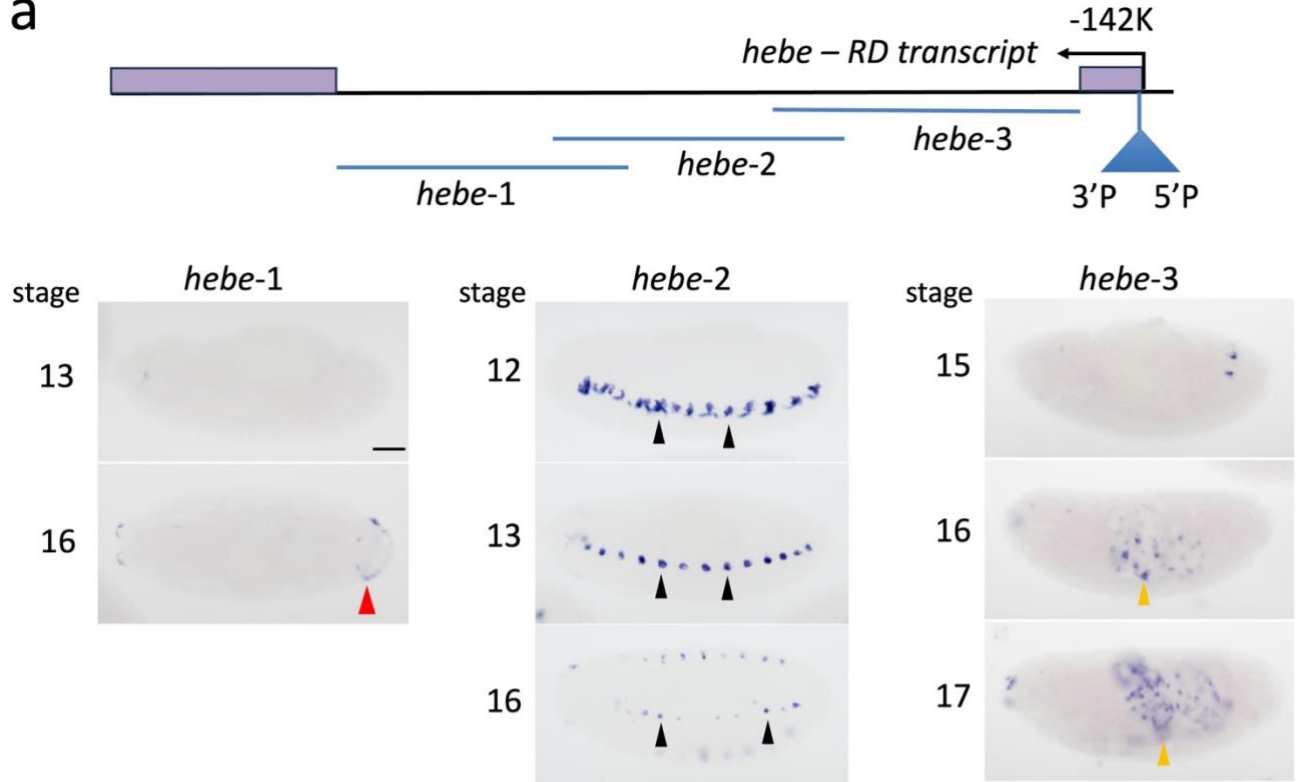 a
-142K
hebe – RD transcript
hebe-3
hebe-2
hebe-1
3’P 5’P
hebe-1 hebe-2 hebe-3
stage stage stage
13 12 15
16 13 16
16 17